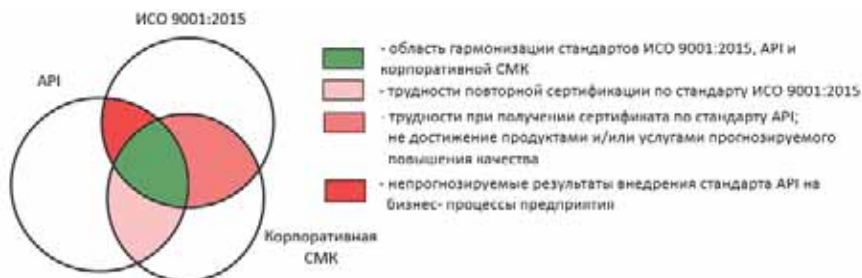 ИСО 9001:2015
API
Корпоративная
СМК
- область гармонизации стандартов ИСО 9001:2015, API и
корпоративной СМК
- трудности повторной сертификации по стандарту ИСО 9001:2015
- трудности при получении сертификата по стандарту API;
не достижение продуктами и/или услугами прогнозируемого
повышения качества
- непрогнозируемые результаты внедрения стандарта API на
бизнес- процессы предприятия